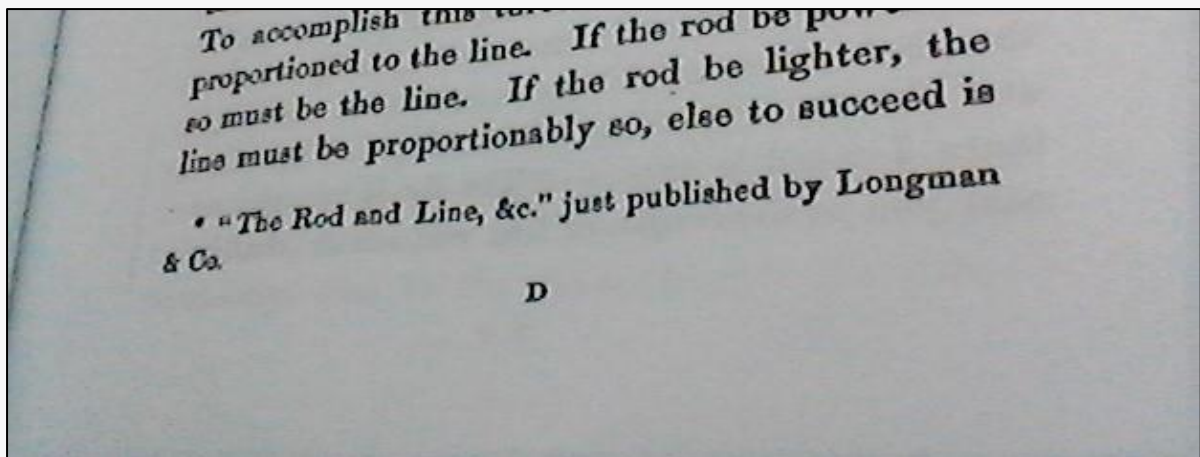 To accomplish this
proportioned to the line. If the rod be
so must be the line. If the rod be lighter, the
line must be proportionably so, else to succeed is
* "The Rod and Line, &c." just published by Longman
& Co.
D